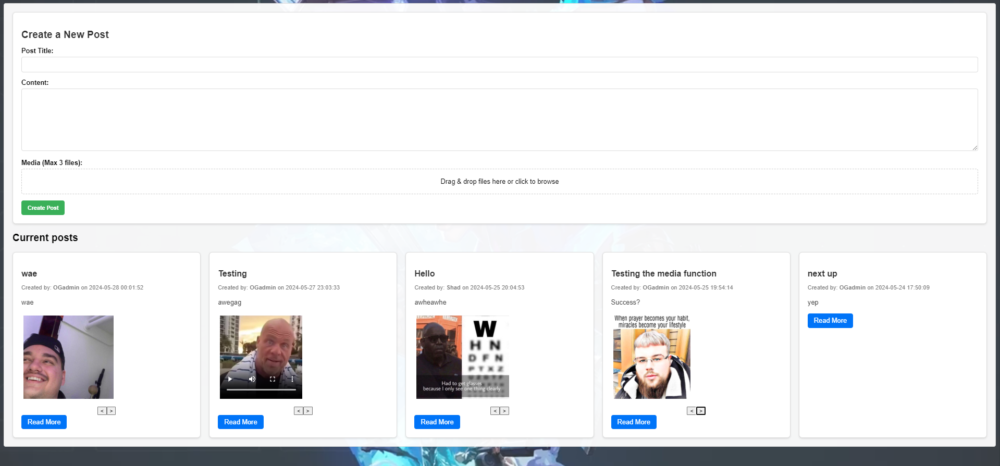 Create a New Post
Post Title:
Content:
Media (Max 3 files):
Drag & drop files here or click to browse
Create Post
Current posts
wae
Created by: OGadmin on 2024-05-28 00:01:52
wae
< >
Read More
Testing
Created by: OGadmin on 2024-05-27 23:03:33
awegag
< >
Read More
Hello
Created by: Shad on 2024-05-25 20:04:53
awheawhe
W
H N
D F N
P T X Z
Had to get glasses
because I only see one thing clearly
< >
Read More
Testing the media function
Created by: OGadmin on 2024-05-25 19:54:14
Success?
When prayer becomes your habit,
miracles become your lifestyle
< >
Read More
next up
Created by: OGadmin on 2024-05-24 17:50:09
yep
Read More